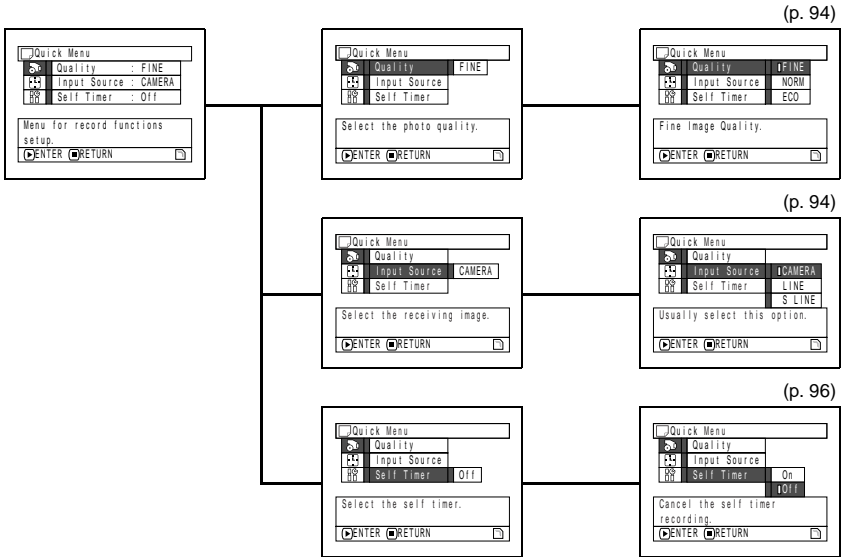 (p. 94)
Quick Menu
Quality : FINE
Input Source : CAMERA
Self Timer : Off
Menu for record functions
setup.
ENTER RETURN
Quick Menu
Quality FINE
Input Source
Self Timer
Select the photo quality.
ENTER RETURN
Quick Menu
Quality FINE
Input Source NORM
Self Timer ECO
Fine Image Quality.
ENTER RETURN
(p. 94)
Quick Menu
Quality
Input Source CAMERA
Self Timer
Select the receiving image.
ENTER RETURN
Quick Menu
Quality
Input Source CAMERA
Self Timer LINE
S LINE
Usually select this option.
ENTER RETURN
(p. 96)
Quick Menu
Quality
Input Source
Self Timer Off
Select the self timer.
ENTER RETURN
Quick Menu
Quality
Input Source
Self Timer On
Off
Cancel the self timer
recording.
ENTER RETURN